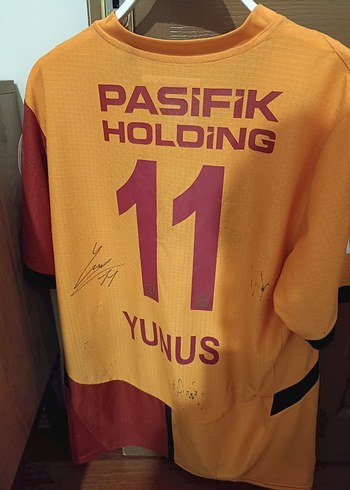 PASİFİK
HOLDİNG
11
YUNUS